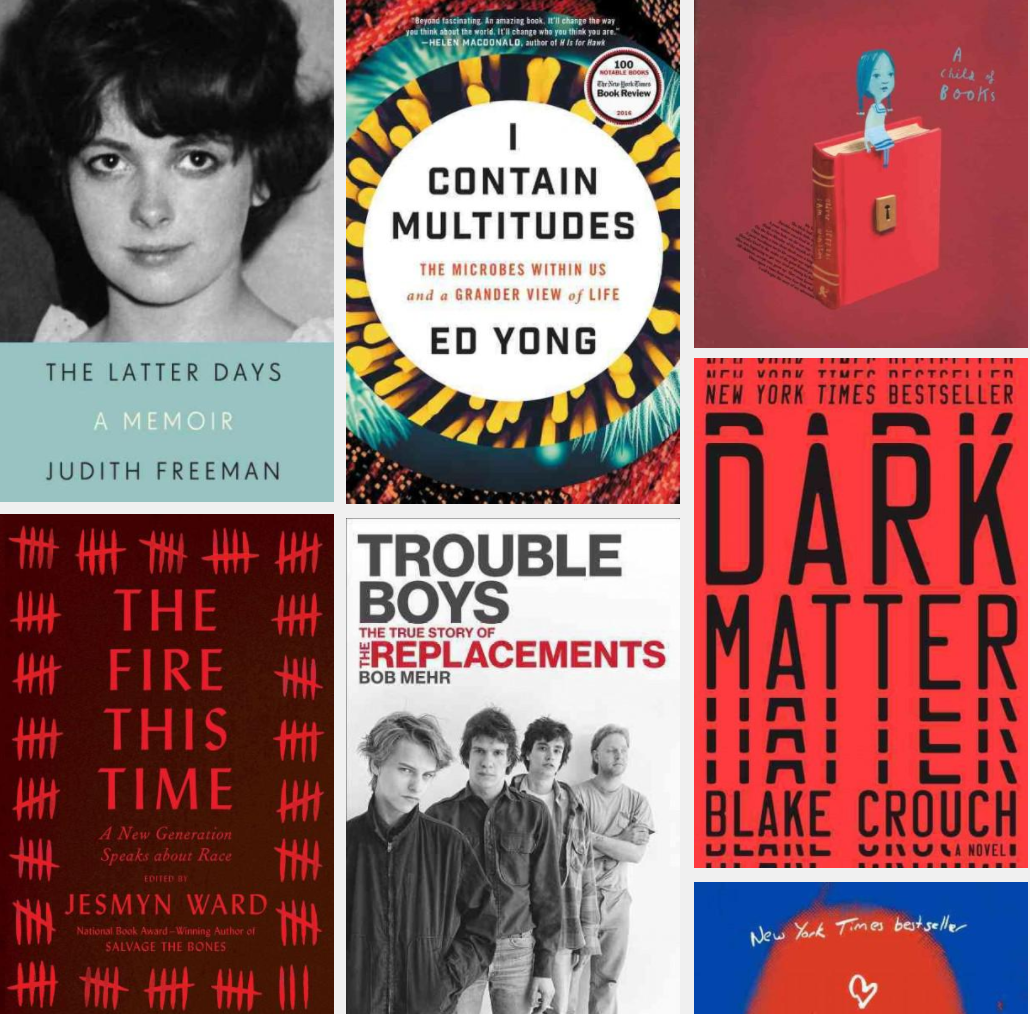 THE LATTER DAYS
A MEMOIR
JUDITH FREEMAN
"Beyond fascinating. An amazing book. It'll change the way
you think about the world. It'll change who you think you are."
—HELEN MACDONALD, author of H Is for Hawk
100
NOTABLE BOOKS
The New York Times
Book Review
2016
I
CONTAIN
MULTITUDES
THE MICROBES WITHIN US
and a GRANDER VIEW of LIFE
ED YONG
A
child of
BOOKS
NEW YORK TIMES BESTSELLER
NEW YORK TIMES BESTSELLER
DARK
MATTER
MATTER
BLAKE CROUCH
A NOVEL
THE
FIRE
THIS
TIME
A New Generation
Speaks about Race
EDITED BY
JESMYN WARD
National Book Award–Winning Author of
SALVAGE THE BONES
TROUBLE
BOYS
THE TRUE STORY OF
THE REPLACEMENTS
BOB MEHR
New York Times bestseller